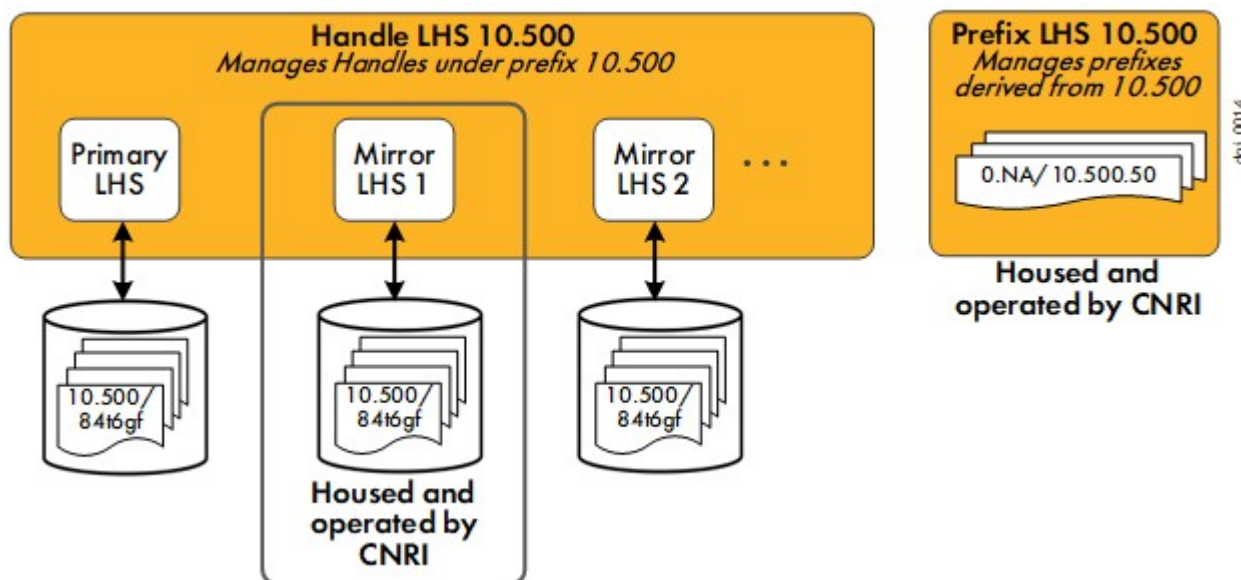 Handle LHS 10.500
Manages Handles under prefix 10.500
Primary
LHS
Mirror
LHS 1
Mirror
LHS 2
...
10.500/
84t6gf
10.500/
84t6gf
10.500/
84t6gf
Housed and
operated by
CNRI
Prefix LHS 10.500
Manages prefixes
derived from 10.500
0.NA/ 10.500.50
Housed and
operated by CNRI